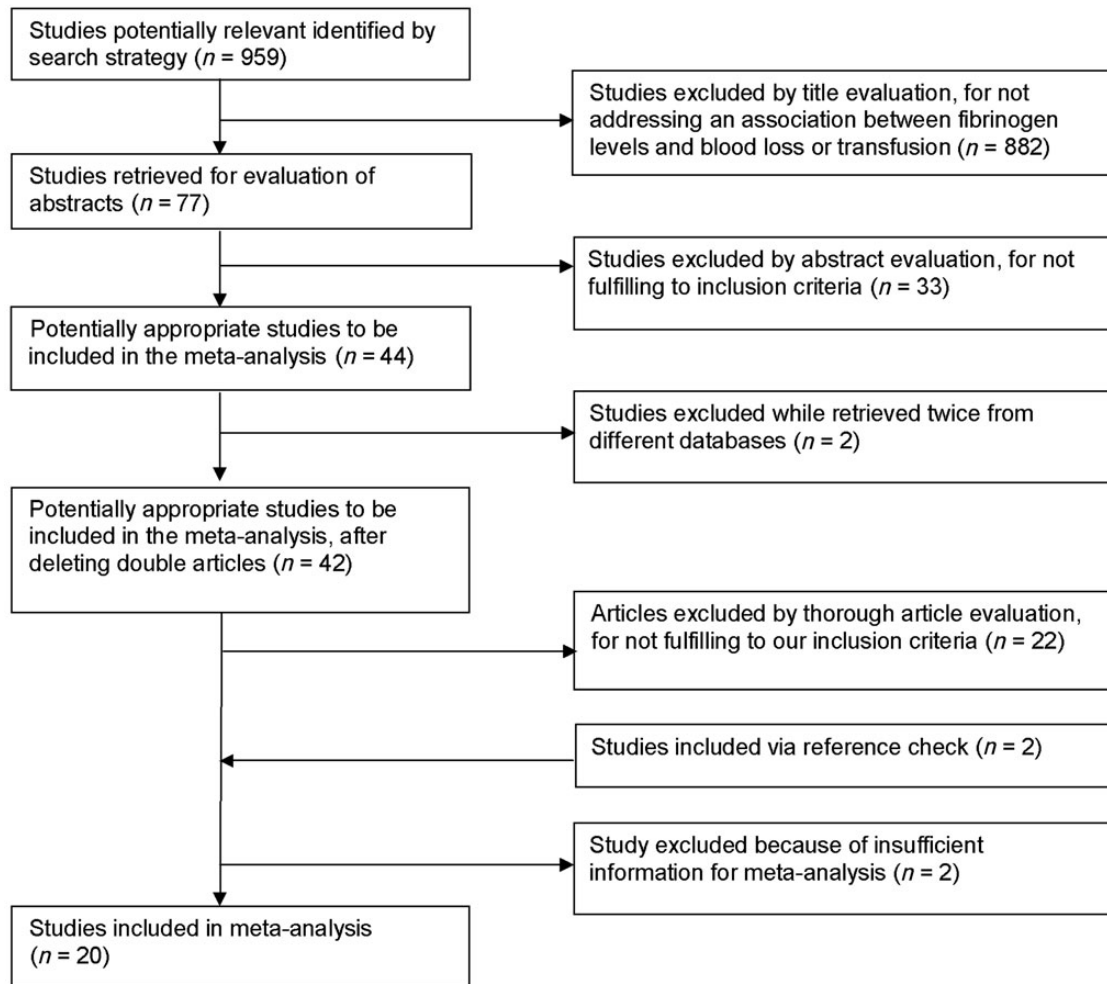 Studies potentially relevant identified by
search strategy (n = 959)
Studies excluded by title evaluation, for not
addressing an association between fibrinogen
levels and blood loss or transfusion (n = 882)
Studies retrieved for evaluation of
abstracts (n = 77)
Studies excluded by abstract evaluation, for not
fulfilling to inclusion criteria (n = 33)
Potentially appropriate studies to be
included in the meta-analysis (n = 44)
Studies excluded while retrieved twice from
different databases (n = 2)
Potentially appropriate studies to be
included in the meta-analysis, after
deleting double articles (n = 42)
Articles excluded by thorough article evaluation,
for not fulfilling to our inclusion criteria (n = 22)
Studies included via reference check (n = 2)
Study excluded because of insufficient
information for meta-analysis (n = 2)
Studies included in meta-analysis
(n = 20)